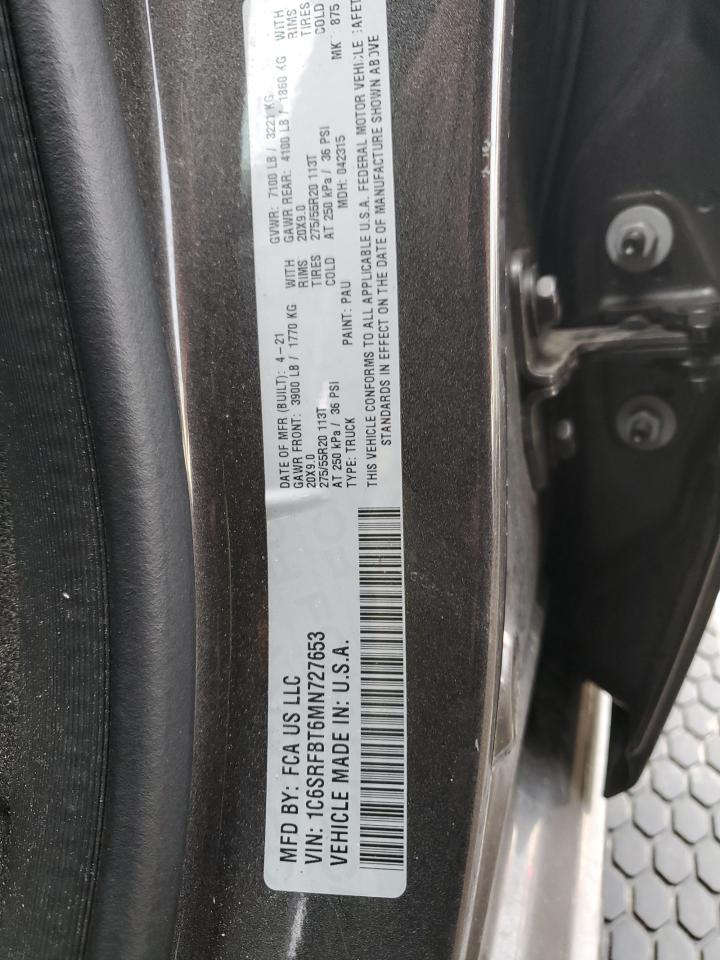 MFD BY: FCA US LLC
VIN: 1C6SRFBT6MN727653
VEHICLE MADE IN: U.S.A.
DATE OF MFR (BUILT): 4-21 GVWR: 7100 LB / 3221 KG
GAWR FRONT: 3900 LB / 1770 KG WITH GAWR REAR: 4100 LB / 1860 KG WITH
20X9.0 RIMS 20X9.0 RIMS
275/55R20 113T TIRES 275/55R20 113T TIRES
AT 250 kPa / 36 PSI COLD AT 250 kPa / 36 PSI COLD
TYPE: TRUCK PAINT: PAU MDH: 042315 MK 875
THIS VEHICLE CONFORMS TO ALL APPLICABLE U.S.A. FEDERAL MOTOR VEHICLE
STANDARDS IN EFFECT ON THE DATE OF MANUFACTURE SHOWN ABOVE